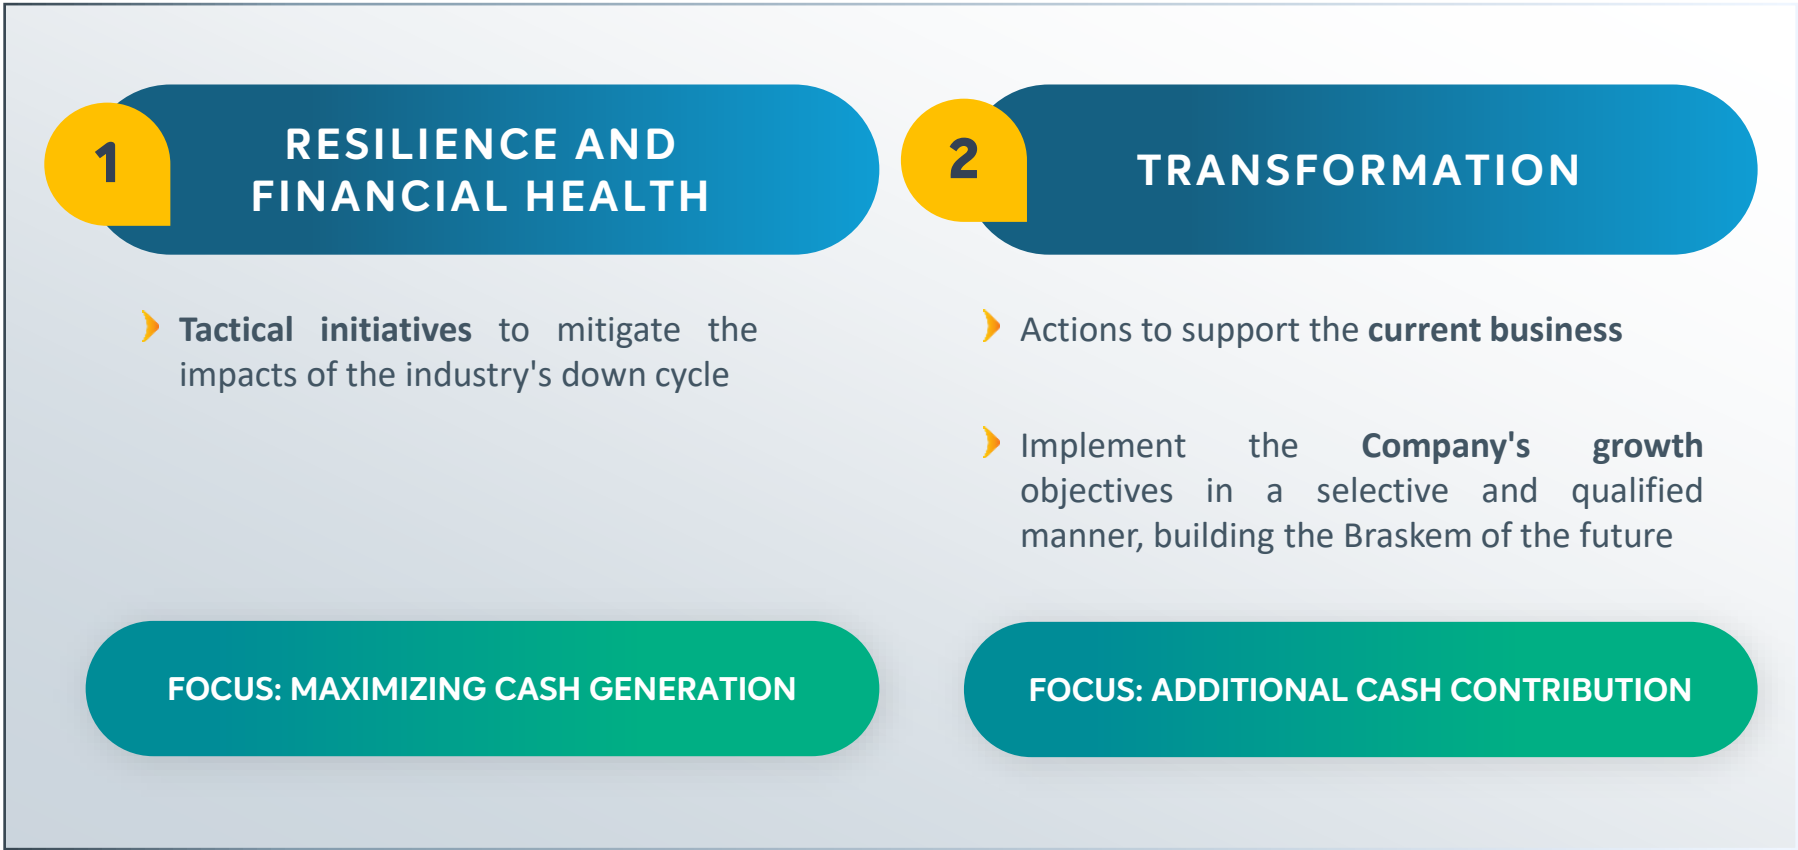 1
RESILIENCE AND
FINANCIAL HEALTH
Tactical initiatives to mitigate the
impacts of the industry's down cycle
FOCUS: MAXIMIZING CASH GENERATION
2
TRANSFORMATION
Actions to support the current business
Implement the Company's growth
objectives in a selective and qualified
manner, building the Braskem of the future
FOCUS: ADDITIONAL CASH CONTRIBUTION